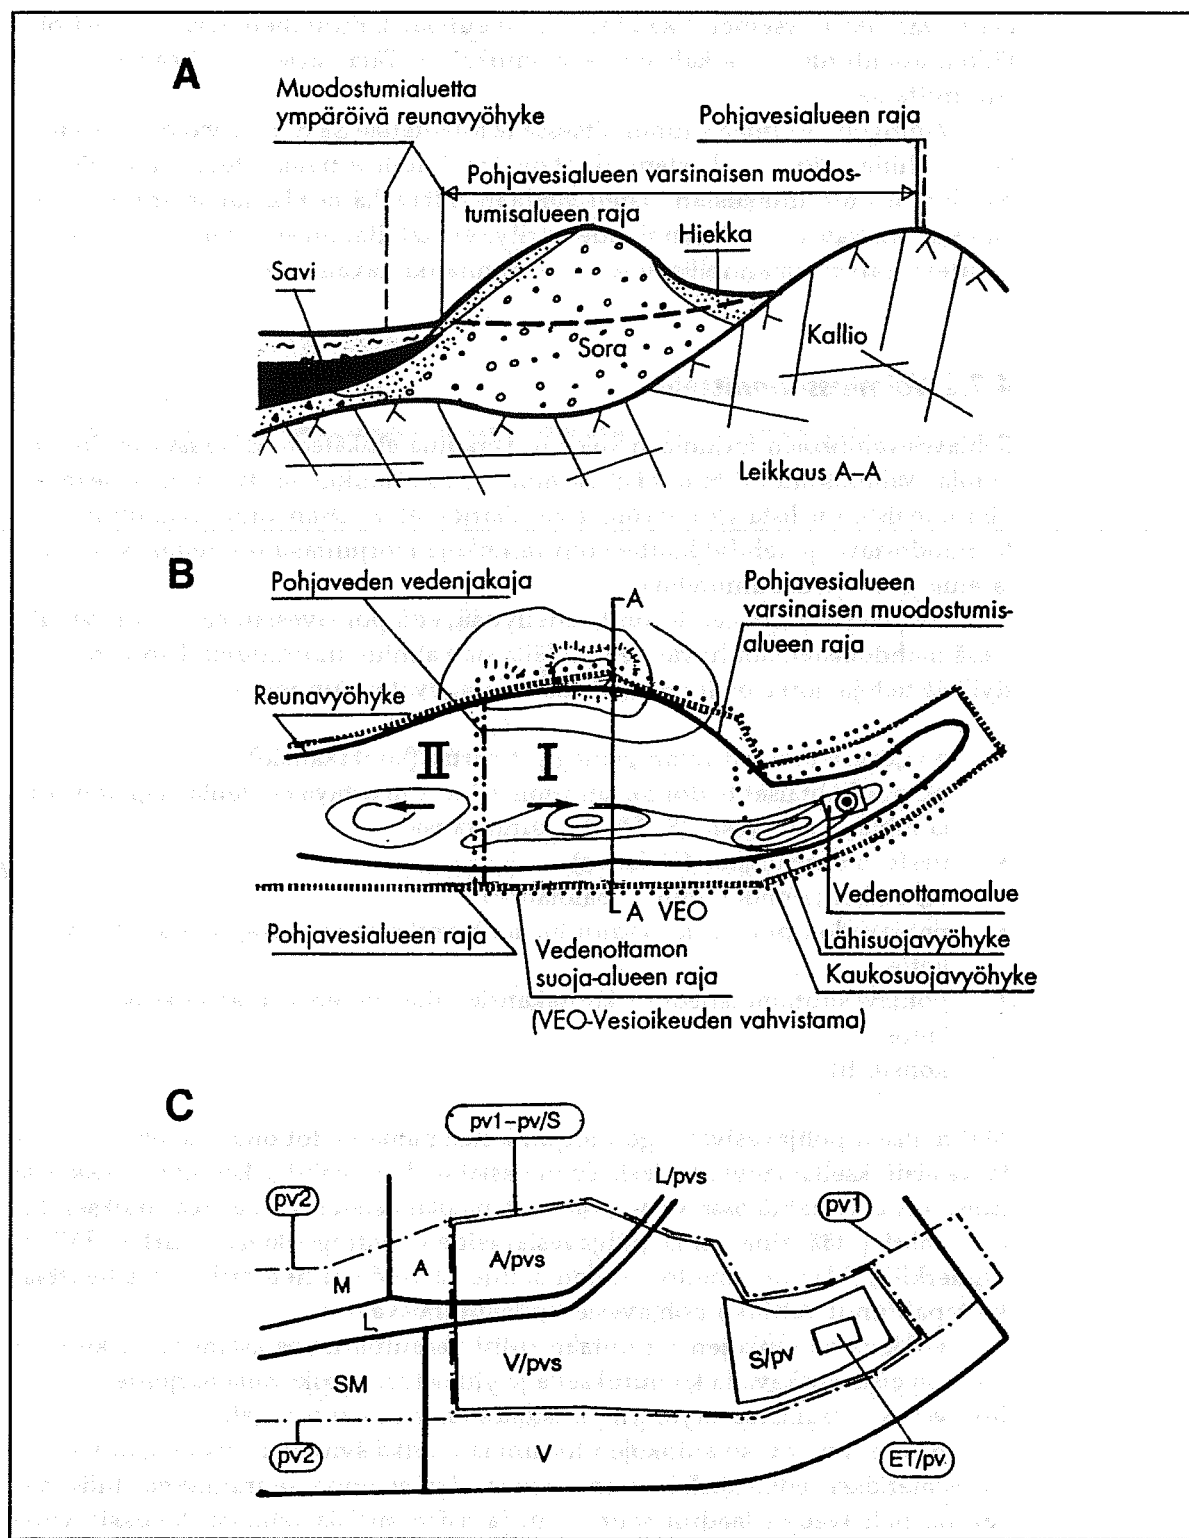 A
Muodostumialuetta
ympäröivä reunavyöhyke
Pohjavesialueen raja
Pohjavesialueen varsinaisen muodos-
tumisalueen raja
Hiekka
Savi
Sora
Kallio
Leikkaus A–A
B
Pohjaveden vedenjakaja
A
Pohjavesialueen
varsinaisen muodostumis-
alueen raja
Reunavyöhyke
II
I
Vedenottamoalue
A VEO
Pohjavesialueen raja
Vedenottamon
suoja-alueen raja
Lähisuojavyöhyke
Kaukosuojavyöhyke
(VEO-Vesioikeuden vahvistama)
C
pv1–pv/S
L/pvs
pv2
pv1
M
A
A/pvs
L
V/pvs
S/pv
SM
pv2
V
ET/pv